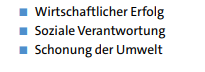 Wirtschaftlicher Erfolg
Soziale Verantwortung
Schonung der Umwelt